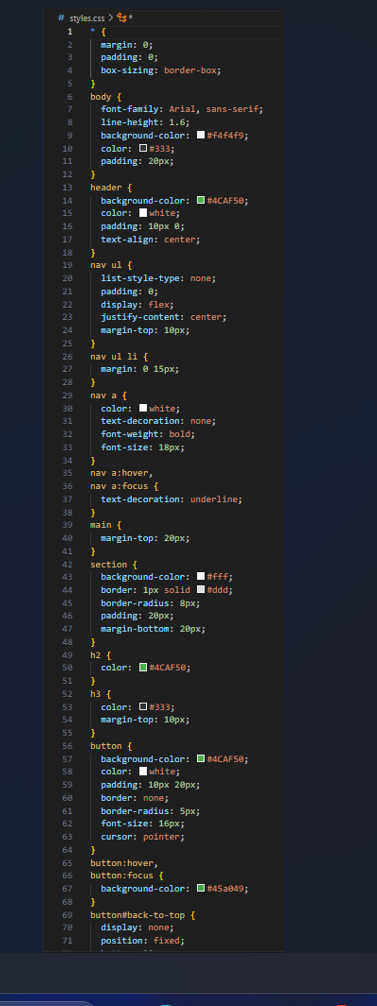 # styles.css > *
1 * {
2 margin: 0;
3 padding: 0;
4 box-sizing: border-box;
5 }
6 body {
7 font-family: Arial, sans-serif;
8 line-height: 1.6;
9 background-color: #f4f4f9;
10 color: #333;
11 padding: 20px;
12 }
13 header {
14 background-color: #4CAF50;
15 color: white;
16 padding: 10px 0;
17 text-align: center;
18 }
19 nav ul {
20 list-style-type: none;
21 padding: 0;
22 display: flex;
23 justify-content: center;
24 margin-top: 10px;
25 }
26 nav ul li {
27 margin: 0 15px;
28 }
29 nav a {
30 color: white;
31 text-decoration: none;
32 font-weight: bold;
33 font-size: 18px;
34 }
35 nav a:hover,
36 nav a:focus {
37 text-decoration: underline;
38 }
39 main {
40 margin-top: 20px;
41 }
42 section {
43 background-color: #fff;
44 border: 1px solid #ddd;
45 border-radius: 8px;
46 padding: 20px;
47 margin-bottom: 20px;
48 }
49 h2 {
50 color: #4CAF50;
51 }
52 h3 {
53 color: #333;
54 margin-top: 10px;
55 }
56 button {
57 background-color: #4CAF50;
58 color: white;
59 padding: 10px 20px;
60 border: none;
61 border-radius: 5px;
62 font-size: 16px;
63 cursor: pointer;
64 }
65 button:hover,
66 button:focus {
67 background-color: #45a049;
68 }
69 button#back-to-top {
70 display: none;
71 position: fixed;